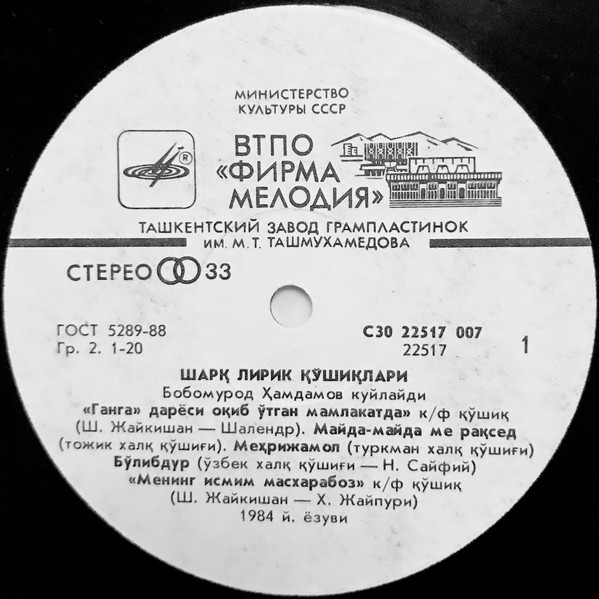 МИНИСТЕРСТВО
КУЛЬТУРЫ СССР
ВТПО
«ФИРМА
МЕЛОДИЯ»
®
ТАШКЕНТСКИЙ ЗАВОД ГРАМПЛАСТИНОК
ИМ. М. Т. ТАШМУХАМЕДОВА
СТЕРЕО 33
ГОСТ 5289-88
Гр. 2. 1-20
С30 22517 007
22517
1
ШАРҚ ЛИРИК ҚЎШИҚЛАРИ
Бобомурод Ҳамдамов куйлайди
«Ганга» дарёси оқиб ўтган мамлакатда» к/ф қўшиқ
(Ш. Жайкишан — Шалендр). Майда-майда ме рақсед
(тожик халқ қўшиғи). Меҳрижамол (туркман халқ қўшиғи)
Бўлибдур (ўзбек халқ қўшиғи — Н. Сайфий)
«Менинг исмим масхарабоз» к/ф қўшиқ
(Ш. Жайкишан — Х. Жайпури)
1984 й. ёзуви